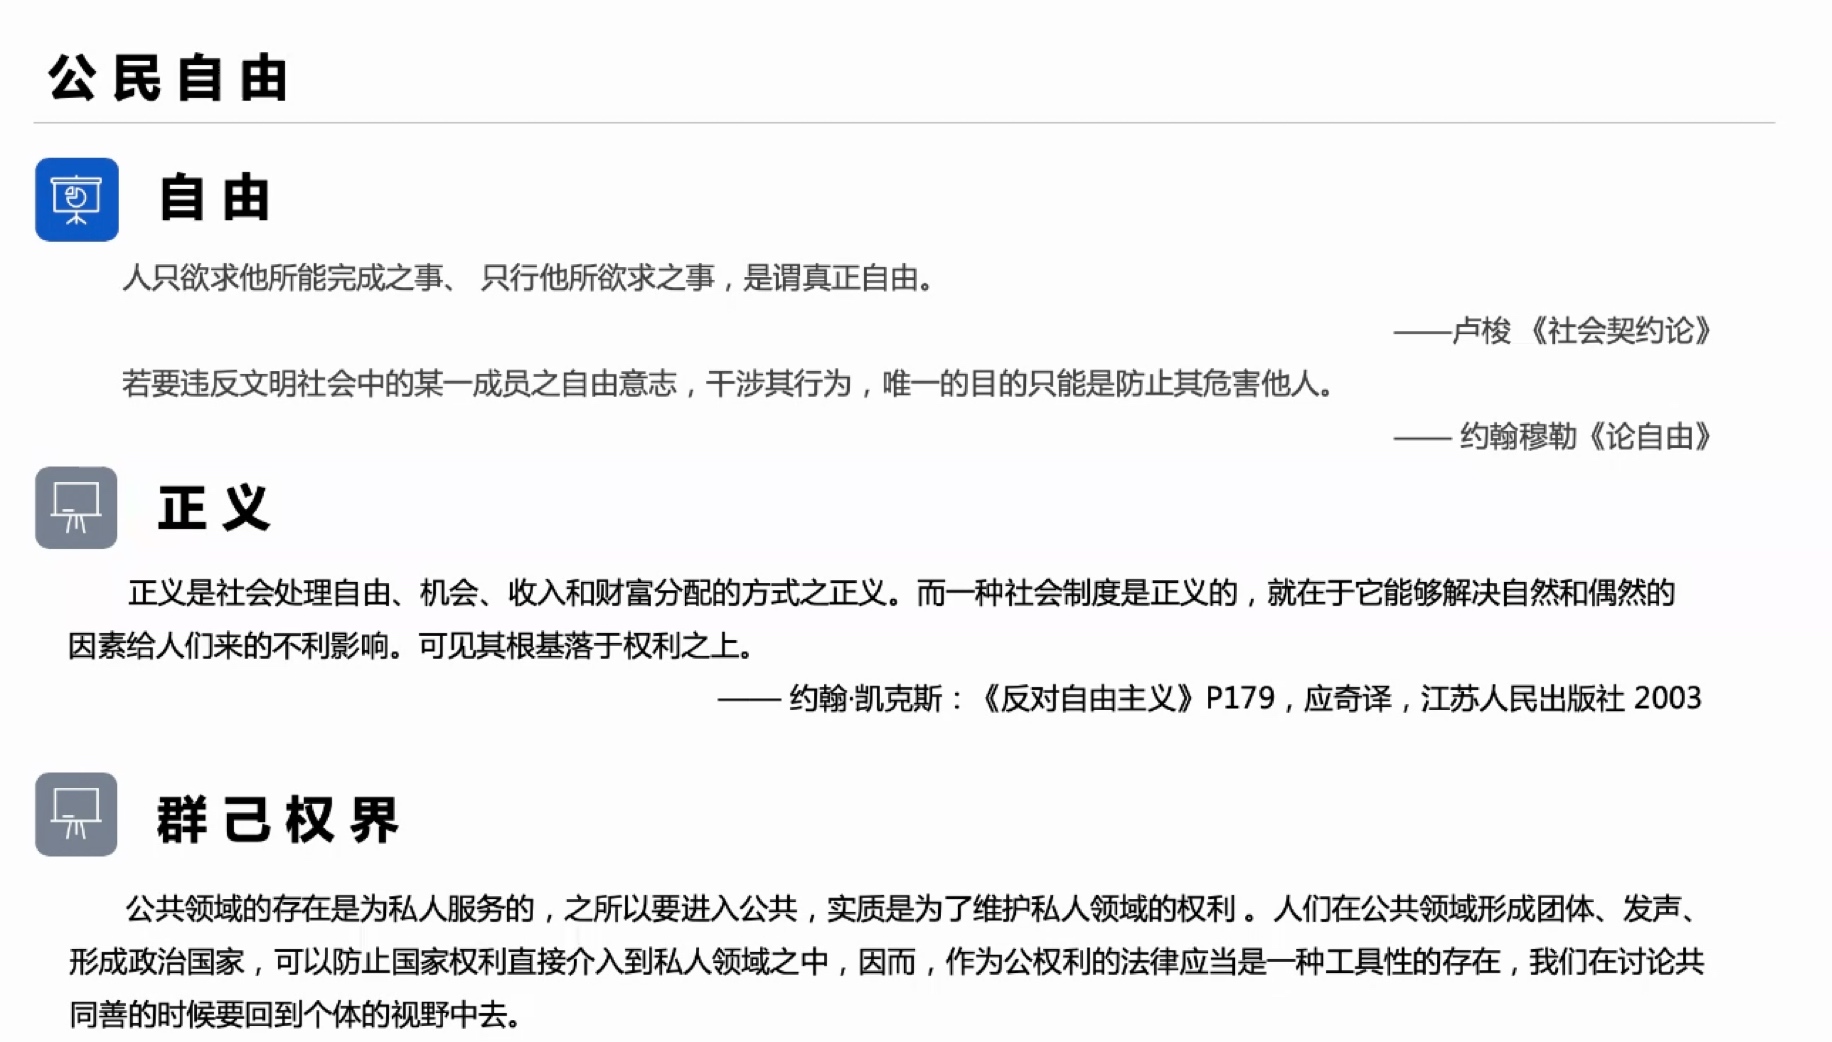 公民自由
自由
人只欲求他所能完成之事、 只行他所欲求之事，是谓真正自由。
——卢梭 《社会契约论》
若要违反文明社会中的某一成员之自由意志，干涉其行为，唯一的目的只能是防止其危害他人。
—— 约翰穆勒《论自由》
正义
正义是社会处理自由、机会、收入和财富分配的方式之正义。而一种社会制度是正义的，就在于它能够解决自然和偶然的
因素给人们来的不利影响。可见其根基落于权利之上。
—— 约翰·凯克斯：《反对自由主义》P179，应奇译，江苏人民出版社 2003
群己权界
公共领域的存在是为私人服务的，之所以要进入公共，实质是为了维护私人领域的权利 。人们在公共领域形成团体、发声、
形成政治国家，可以防止国家权利直接介入到私人领域之中，因而，作为公权利的法律应当是一种工具性的存在，我们在讨论共
同善的时候要回到个体的视野中去。